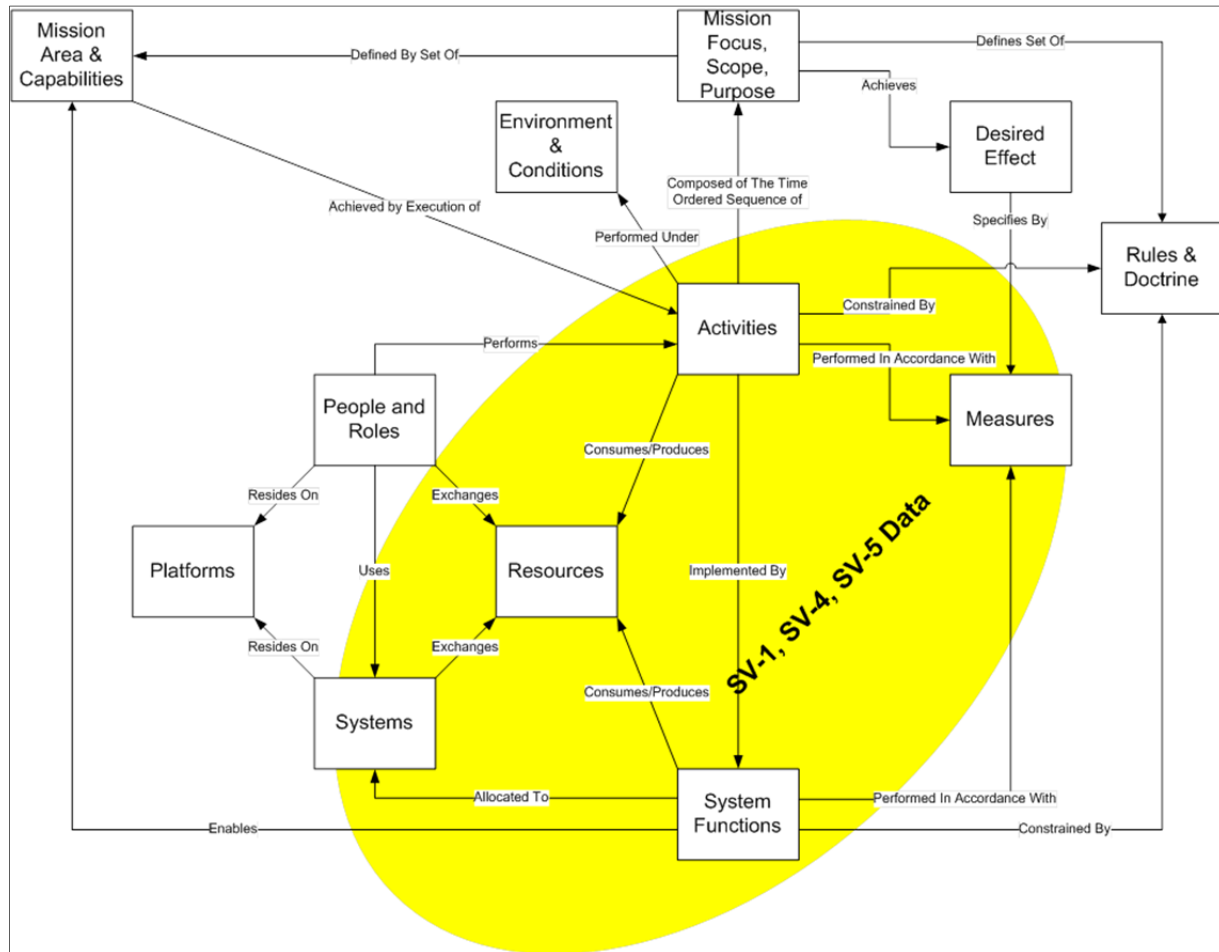 Mission
Area &
Capabilities
Defined By Set Of
Mission
Focus,
Scope,
Purpose
Defines Set Of
Achieves
Environment
&
Conditions
Desired
Effect
Composed of The Time
Ordered Sequence of
Achieved by Execution of
Specifies By
Performed Under
Rules &
Doctrine
Activities
Constrained By
Performs
Performed In Accordance With
People and
Roles
Measures
Consumes/Produces
Resides On
Exchanges
Platforms
Uses
Resources
Implemented By
SV-1, SV-4, SV-5 Data
Resides On
Exchanges
Consumes/Produces
Systems
Allocated To
System
Functions
Performed In Accordance With
Enables
Constrained By